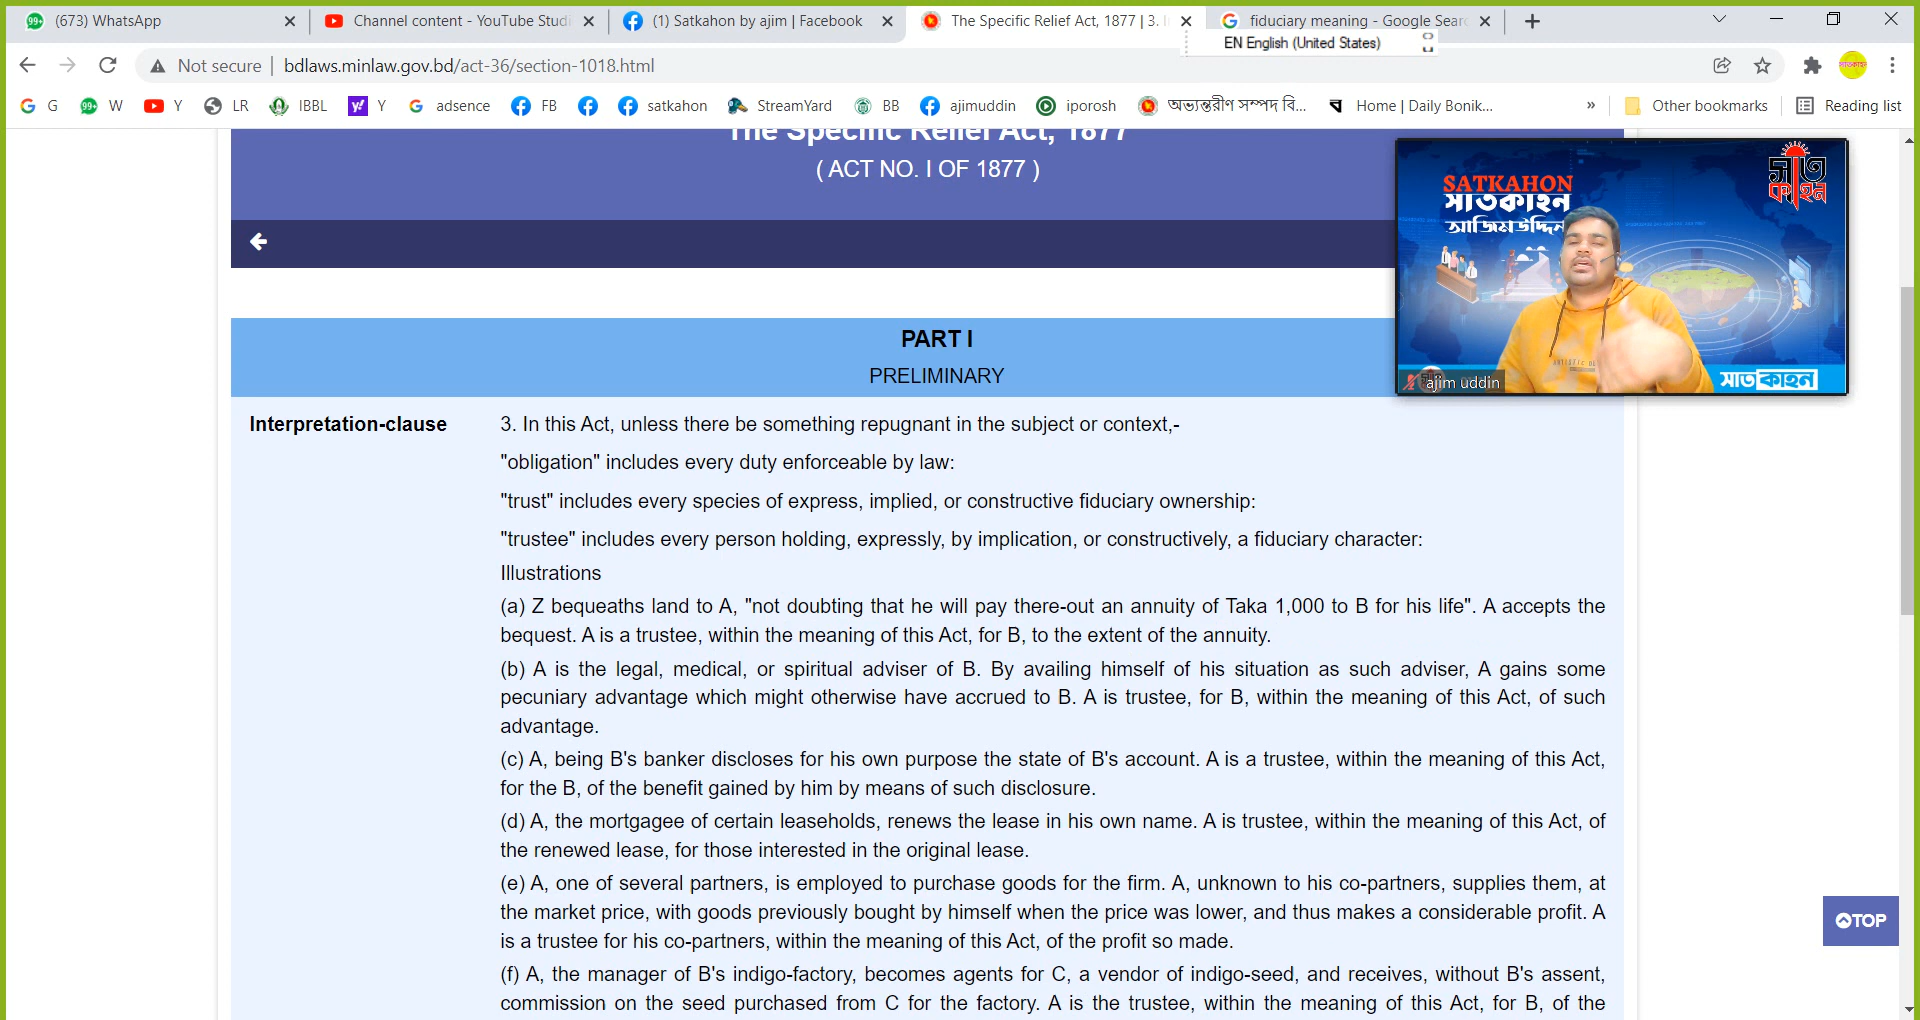 (673) WhatsApp
Channel content - YouTube Studi
(1) Satkahon by ajim | Facebook
The Specific Relief Act, 1877 | 3. I
fiduciary meaning - Google Searc
EN English (United States)
Not secure
bdlaws.minlaw.gov.bd/act-36/section-1018.html
G
99+ W
Y
LR
IBBL
Y
adsence
FB
satkahon
StreamYard
BB
ajimuddin
iporosh
অভ্যন্তরীণ সম্পদ বি...
Home | Daily Bonik...
»
Other bookmarks
Reading list
The Specific Relief Act, 1877
( ACT NO. I OF 1877 )
SATKAHON
সাতকাহন
আজিম উদ্দিন
সাত
কাহন
ajim uddin
সাতকাহন
PART I
PRELIMINARY
Interpretation-clause
3. In this Act, unless there be something repugnant in the subject or context,-
"obligation" includes every duty enforceable by law:
"trust" includes every species of express, implied, or constructive fiduciary ownership:
"trustee" includes every person holding, expressly, by implication, or constructively, a fiduciary character:
Illustrations
(a) Z bequeaths land to A, "not doubting that he will pay there-out an annuity of Taka 1,000 to B for his life". A accepts the
bequest. A is a trustee, within the meaning of this Act, for B, to the extent of the annuity.
(b) A is the legal, medical, or spiritual adviser of B. By availing himself of his situation as such adviser, A gains some
pecuniary advantage which might otherwise have accrued to B. A is trustee, for B, within the meaning of this Act, of such
advantage.
(c) A, being B's banker discloses for his own purpose the state of B's account. A is a trustee, within the meaning of this Act,
for the B, of the benefit gained by him by means of such disclosure.
(d) A, the mortgagee of certain leaseholds, renews the lease in his own name. A is trustee, within the meaning of this Act, of
the renewed lease, for those interested in the original lease.
(e) A, one of several partners, is employed to purchase goods for the firm. A, unknown to his co-partners, supplies them, at
the market price, with goods previously bought by himself when the price was lower, and thus makes a considerable profit. A
is a trustee for his co-partners, within the meaning of this Act, of the profit so made.
(f) A, the manager of B's indigo-factory, becomes agents for C, a vendor of indigo-seed, and receives, without B's assent,
commission on the seed purchased from C for the factory. A is the trustee, within the meaning of this Act, for B, of the
TOP